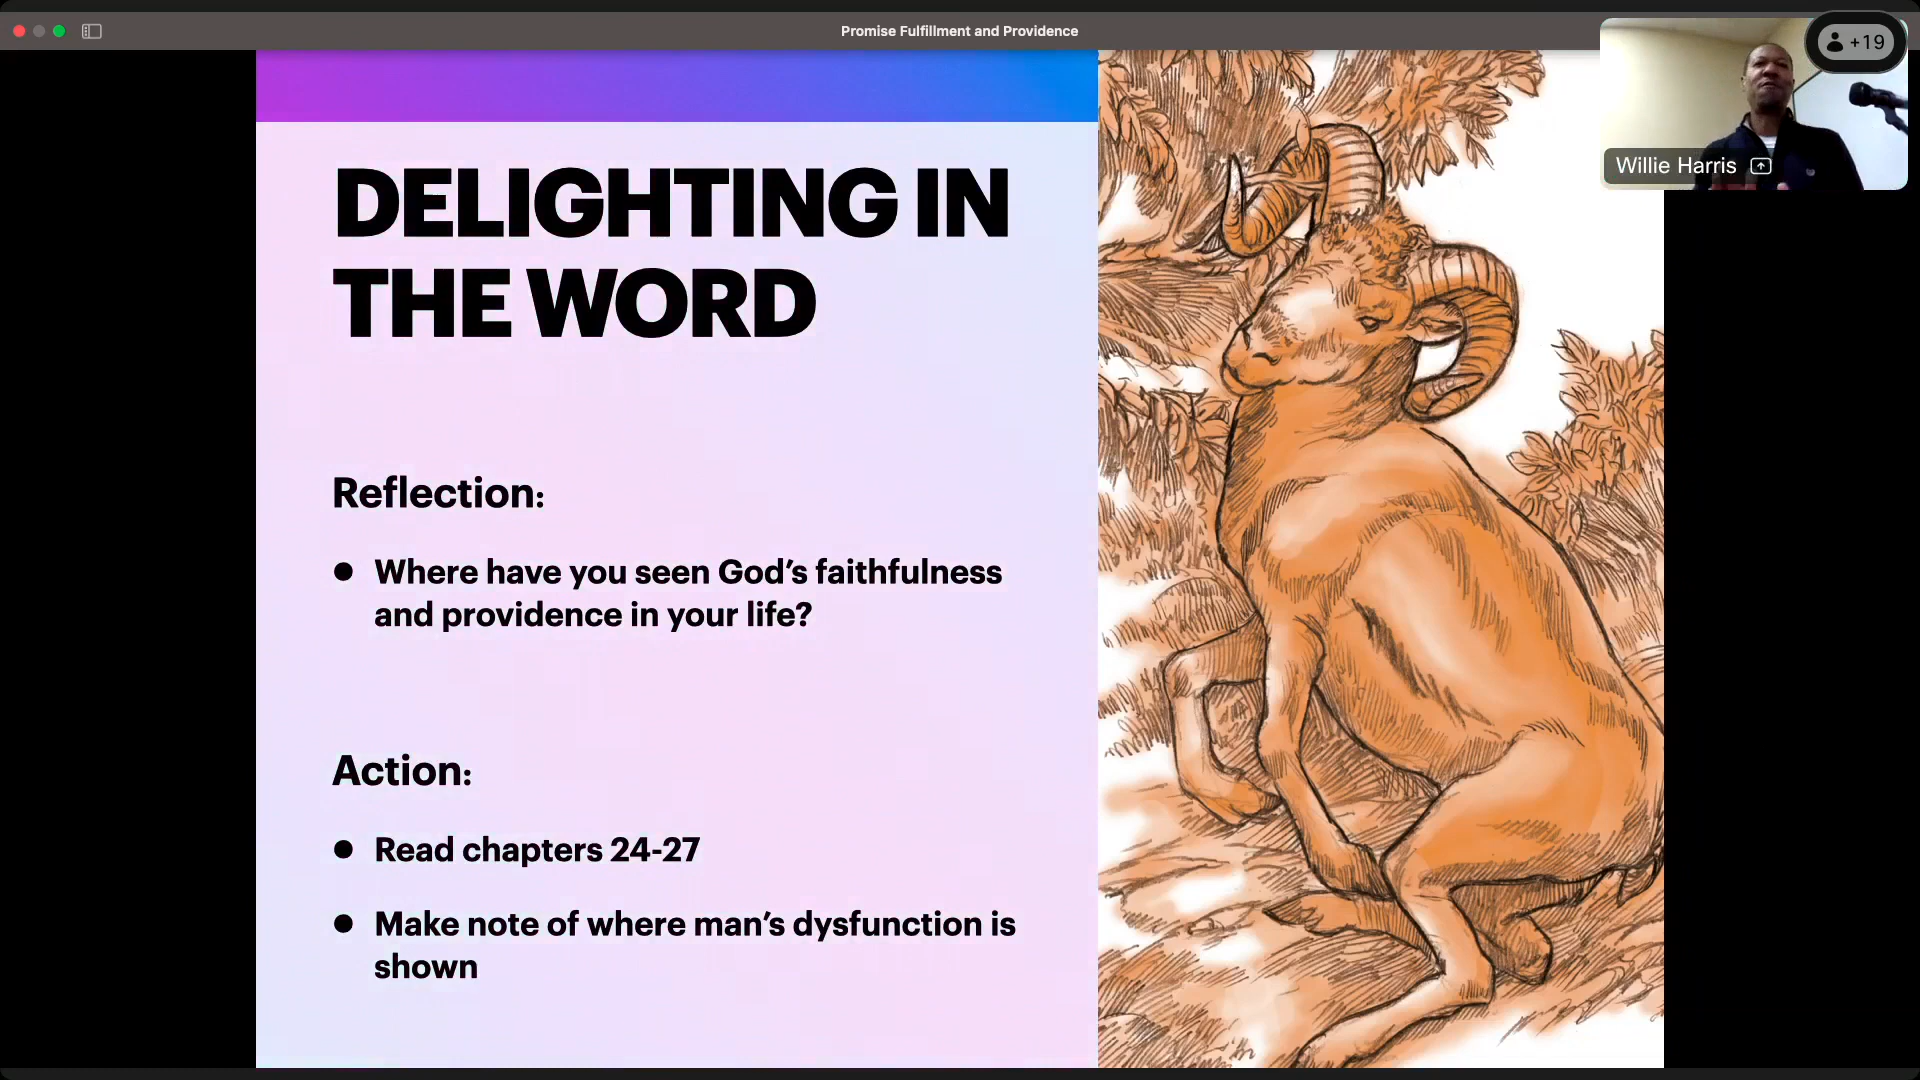 Promise Fulfillment and Providence
+19
Willie Harris
DELIGHTING IN
THE WORD
Reflection:
● Where have you seen God’s faithfulness
and providence in your life?
Action:
● Read chapters 24-27
● Make note of where man’s dysfunction is
shown